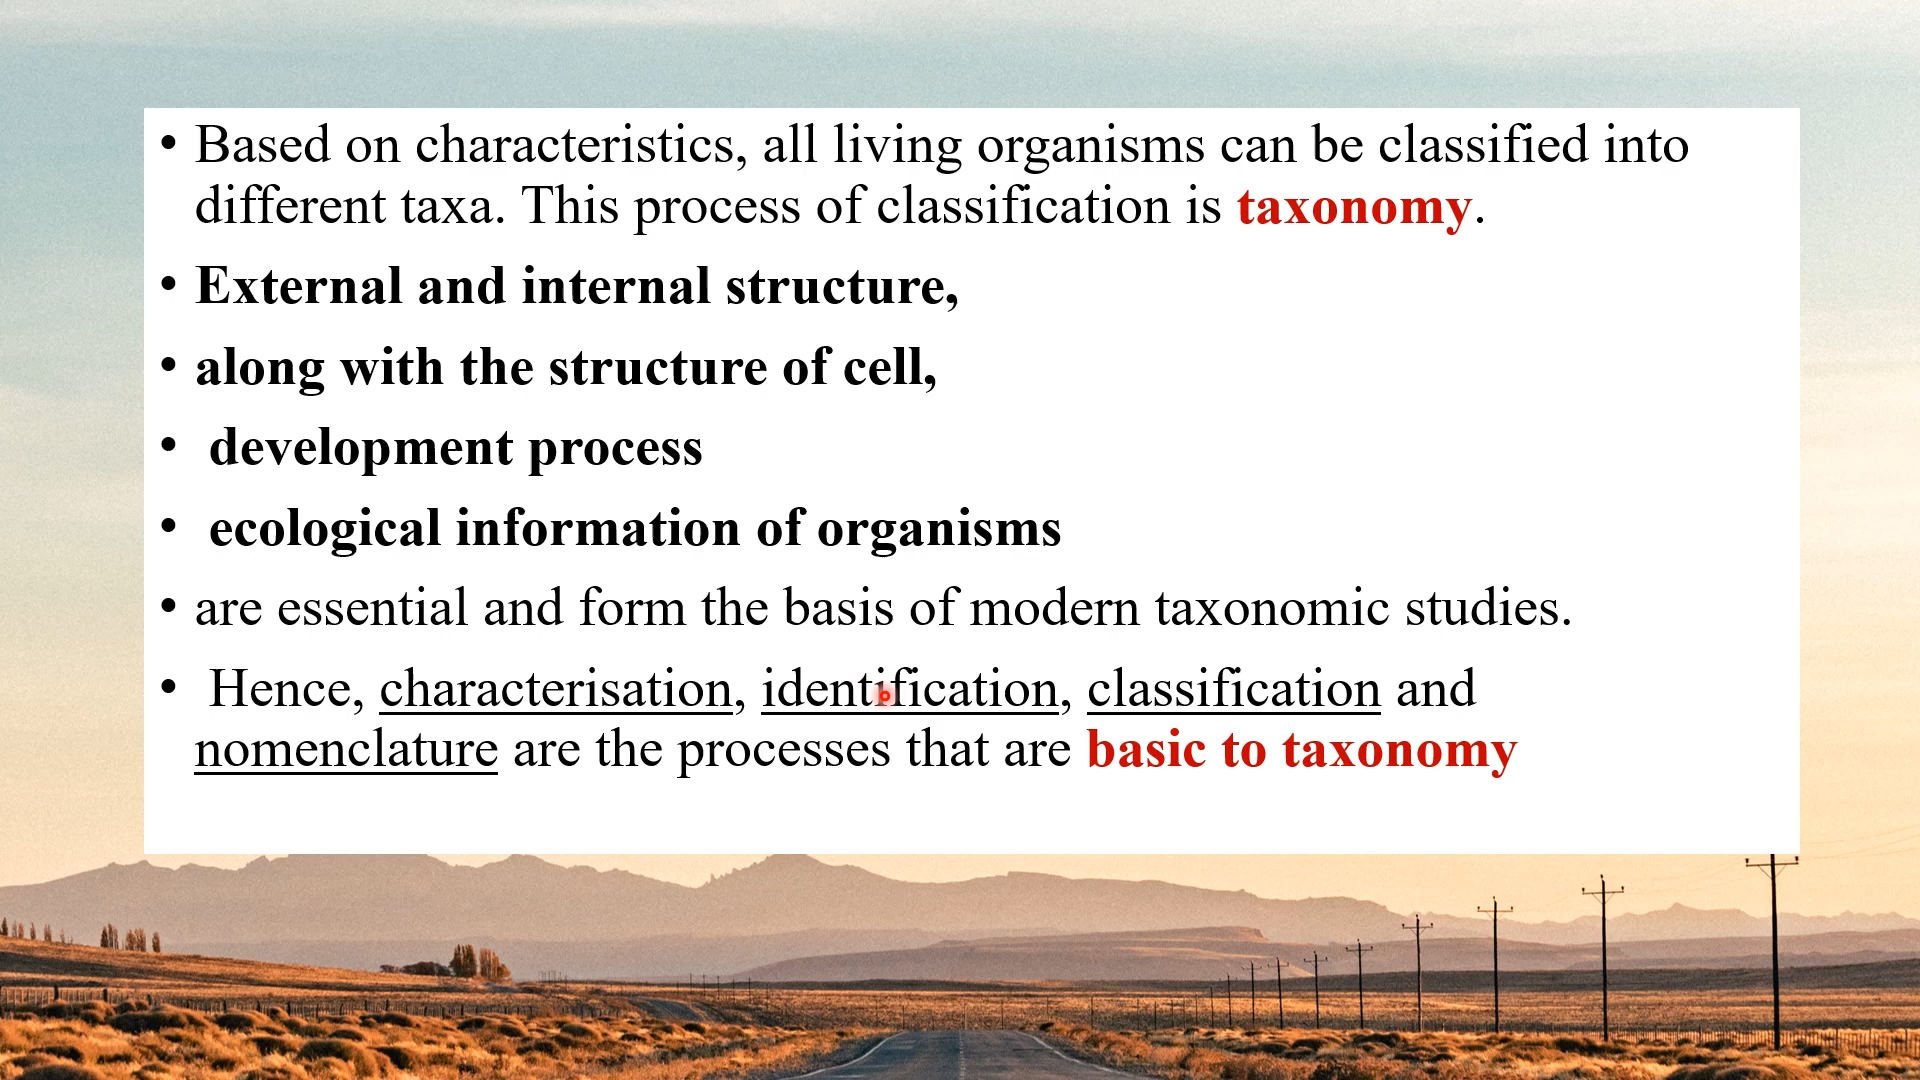 • Based on characteristics, all living organisms can be classified into
different taxa. This process of classification is taxonomy.
• External and internal structure,
• along with the structure of cell,
• development process
• ecological information of organisms
• are essential and form the basis of modern taxonomic studies.
• Hence, characterisation, identification, classification and
nomenclature are the processes that are basic to taxonomy